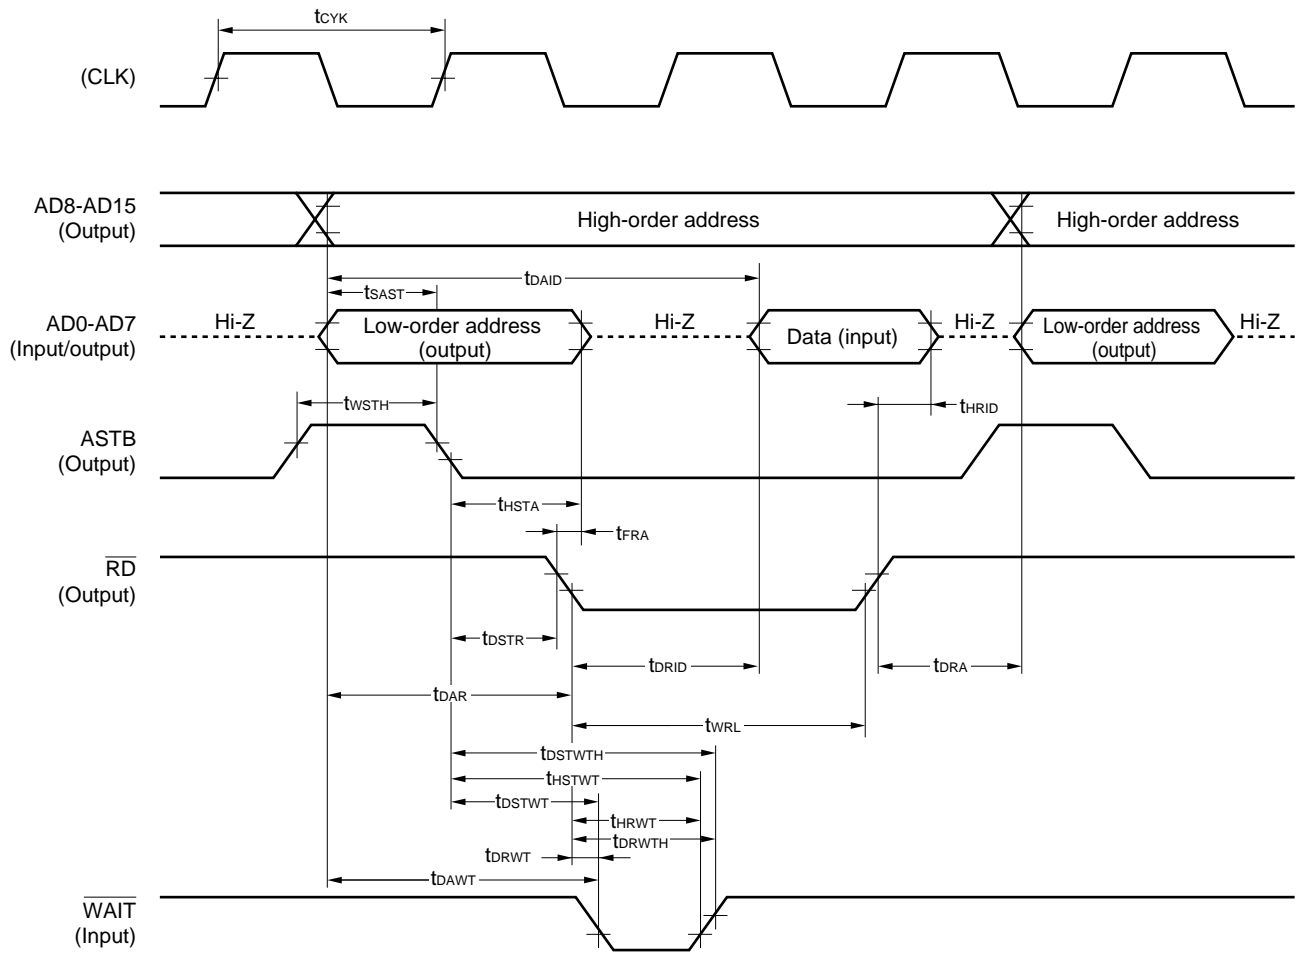 tCYK
(CLK)
AD8-AD15
(Output)
High-order address
High-order address
tDAID
tSAST
AD0-AD7
(Input/output)
Hi-Z
Low-order address
(output)
Hi-Z
Data (input)
Hi-Z
Low-order address
(output)
Hi-Z
tWSTH
tHRID
ASTB
(Output)
tHSTA
tFRA
RD
(Output)
tDSTR
tDRID
tDRA
tDAR
tWRL
tDSTWTH
tHSTWT
tDSTWT
tHRWT
tDRWTH
tDRWT
tDAWT
WAIT
(Input)